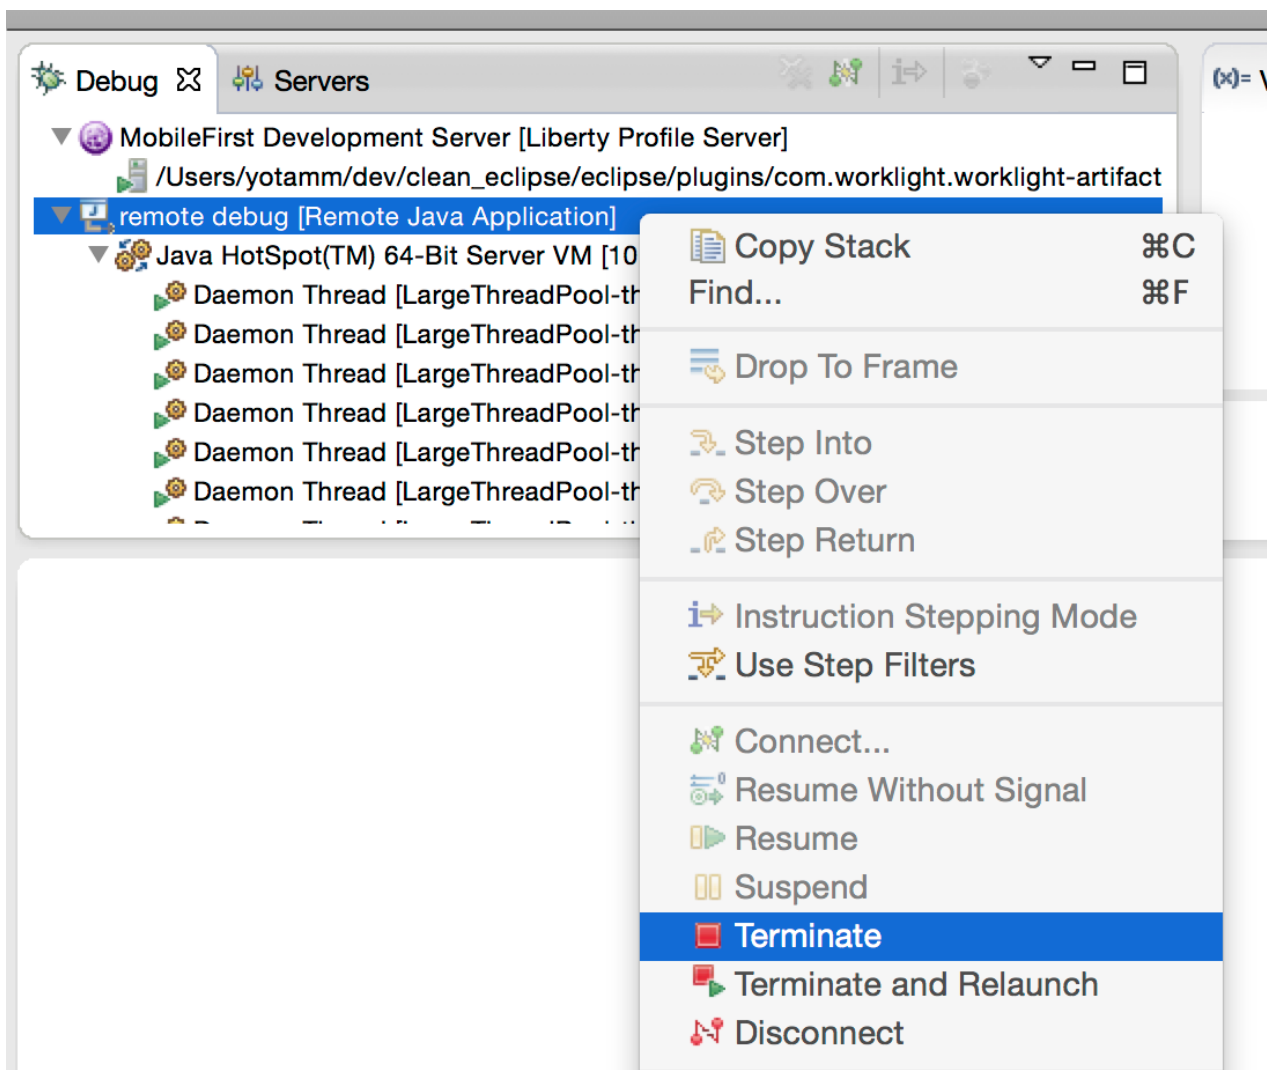 Debug Servers
(x)=
MobileFirst Development Server [Liberty Profile Server]
/Users/yotamm/dev/clean_eclipse/eclipse/plugins/com.worklight.worklight-artifact
remote debug [Remote Java Application]
Java HotSpot(TM) 64-Bit Server VM [10
Daemon Thread [LargeThreadPool-th
Daemon Thread [LargeThreadPool-th
Daemon Thread [LargeThreadPool-th
Daemon Thread [LargeThreadPool-th
Daemon Thread [LargeThreadPool-th
Daemon Thread [LargeThreadPool-th
Copy Stack ⌘C
Find... ⌘F
Drop To Frame
Step Into
Step Over
Step Return
Instruction Stepping Mode
Use Step Filters
Connect...
Resume Without Signal
Resume
Suspend
Terminate
Terminate and Relaunch
Disconnect